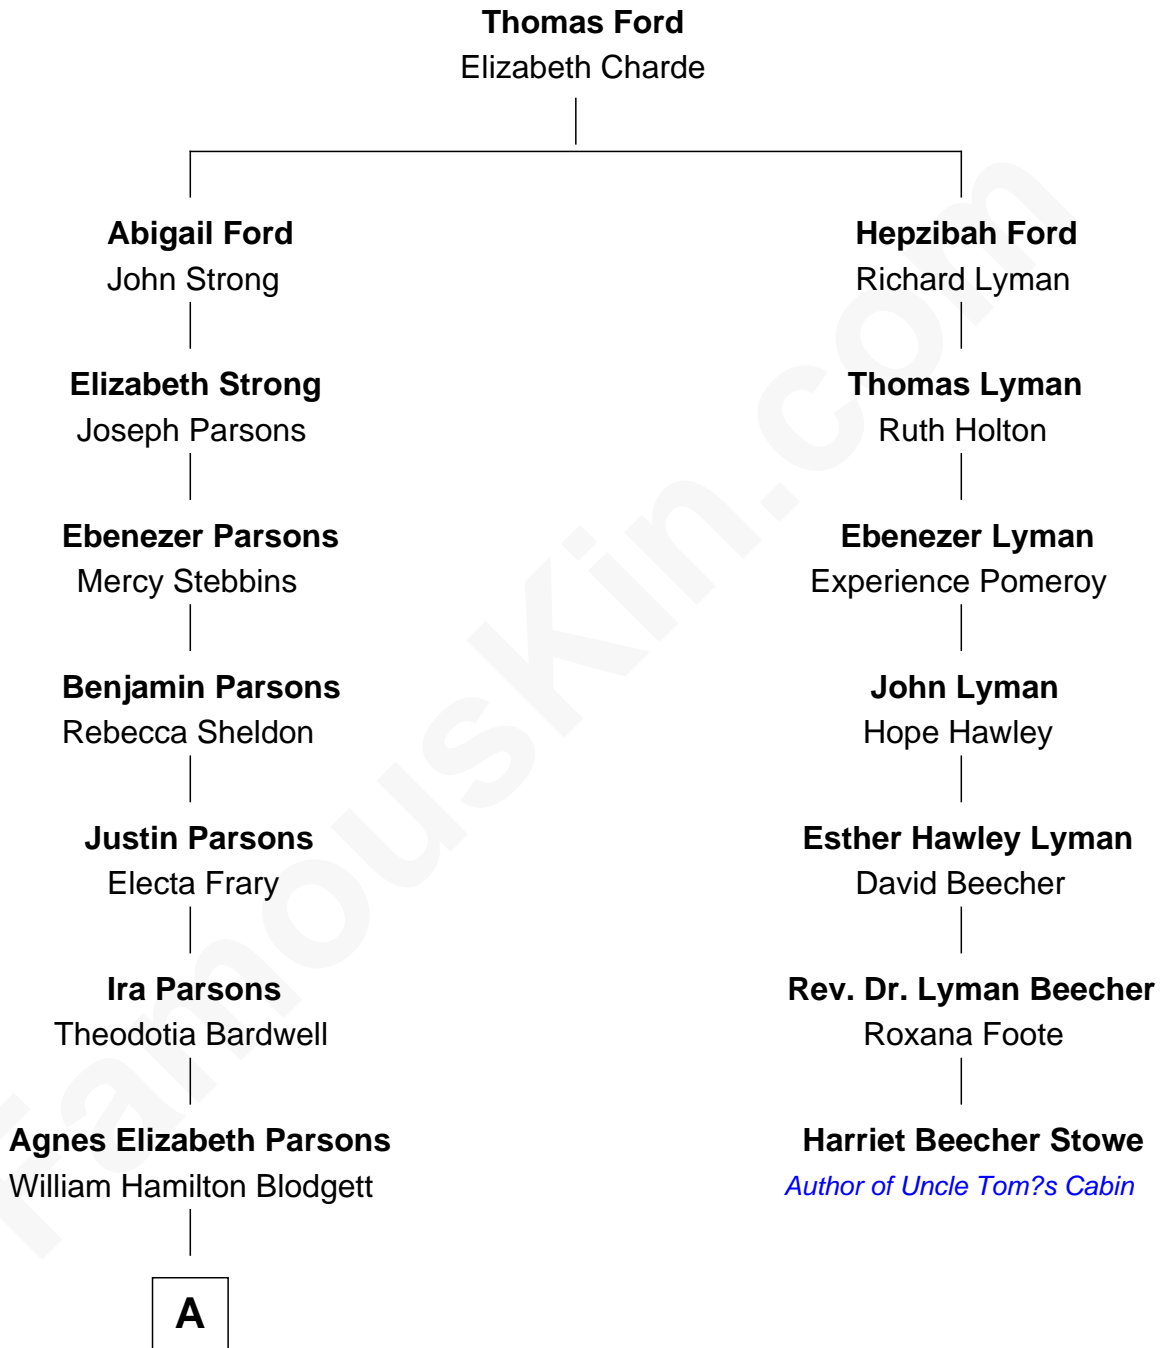 Thomas Ford
Elizabeth Charde
Abigail Ford
John Strong
Hepzibah Ford
Richard Lyman
Elizabeth Strong
Joseph Parsons
Thomas Lyman
Ruth Holton
Ebenezer Parsons
Mercy Stebbins
Ebenezer Lyman
Experience Pomeroy
Benjamin Parsons
Rebecca Sheldon
John Lyman
Hope Hawley
Justin Parsons
Electa Frary
Esther Hawley Lyman
David Beecher
Ira Parsons
Theodotia Bardwell
Rev. Dr. Lyman Beecher
Roxana Foote
Agnes Elizabeth Parsons
William Hamilton Blodgett
Harriet Beecher Stowe
Author of Uncle Tom?s Cabin
A
FamousKin.com